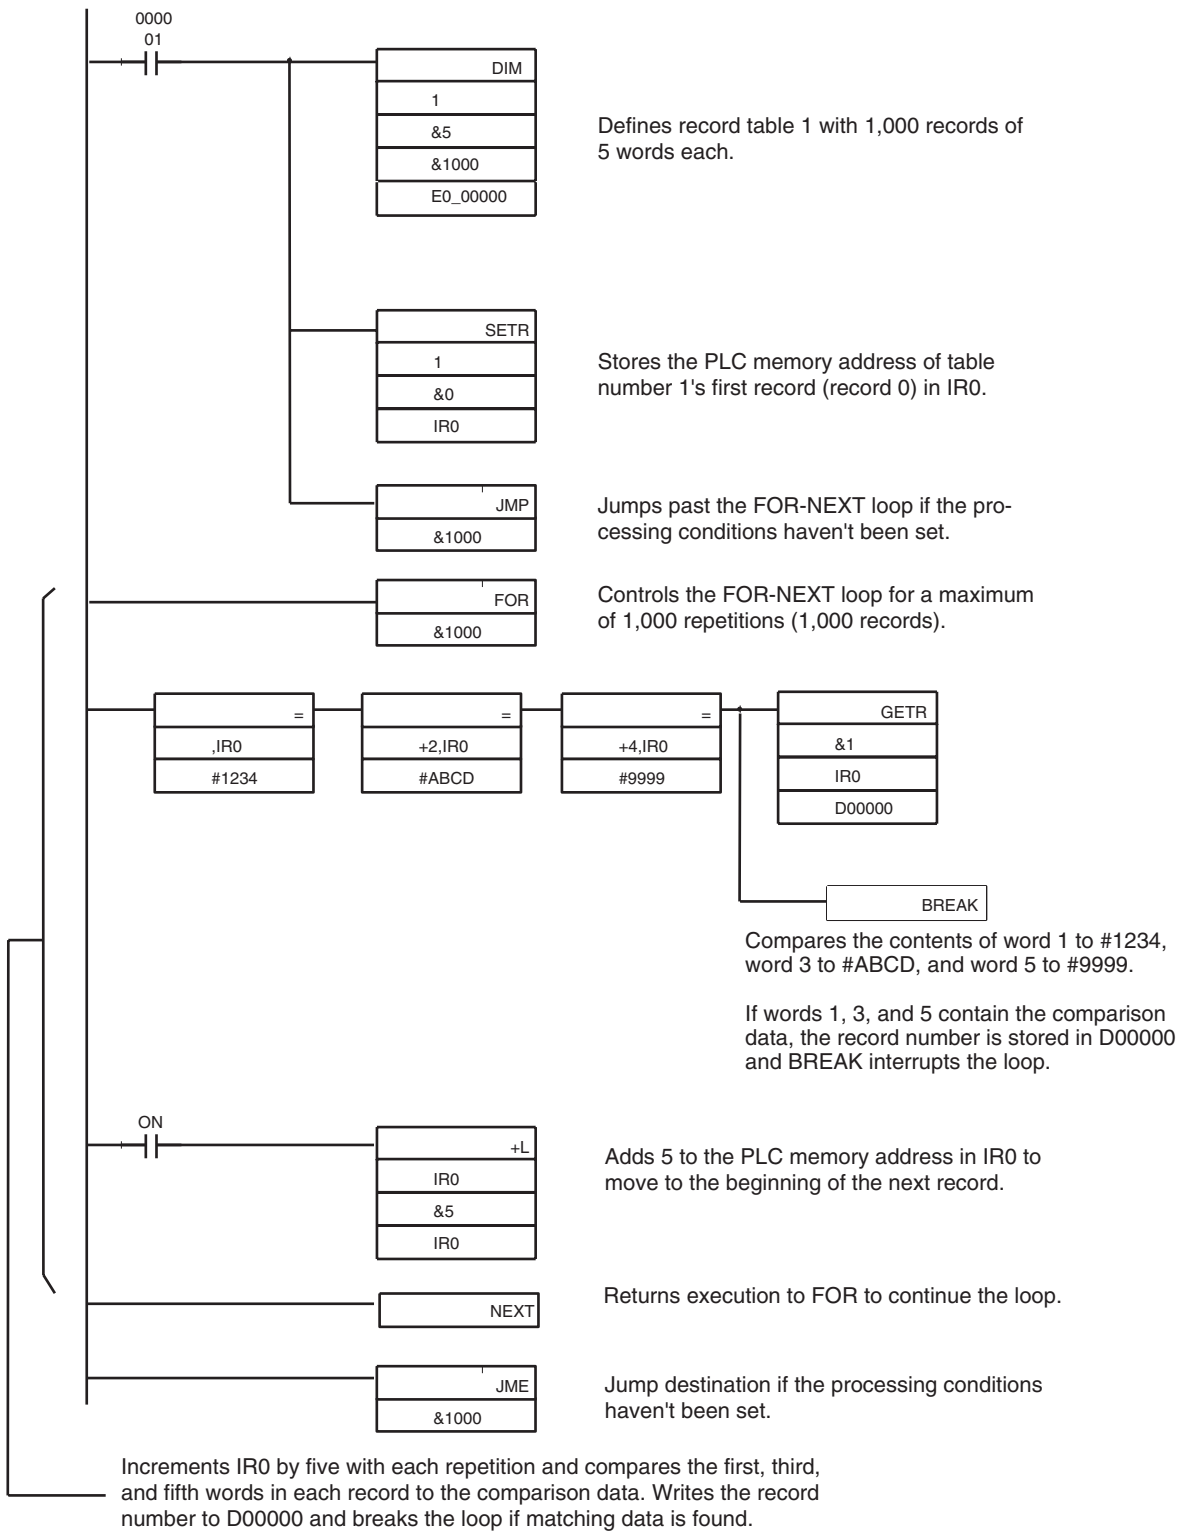 0000
01
DIM
1
&5
&1000
E0_00000
Defines record table 1 with 1,000 records of
5 words each.
SETR
1
&0
IR0
Stores the PLC memory address of table
number 1's first record (record 0) in IR0.
JMP
&1000
Jumps past the FOR-NEXT loop if the pro-
cessing conditions haven't been set.
FOR
&1000
Controls the FOR-NEXT loop for a maximum
of 1,000 repetitions (1,000 records).
=
,IR0
#1234
=
+2,IR0
#ABCD
=
+4,IR0
#9999
GETR
&1
IR0
D00000
BREAK
Compares the contents of word 1 to #1234,
word 3 to #ABCD, and word 5 to #9999.
If words 1, 3, and 5 contain the comparison
data, the record number is stored in D00000
and BREAK interrupts the loop.
ON
+L
IR0
&5
IR0
Adds 5 to the PLC memory address in IR0 to
move to the beginning of the next record.
NEXT
Returns execution to FOR to continue the loop.
JME
&1000
Jump destination if the processing conditions
haven't been set.
Increments IR0 by five with each repetition and compares the first, third,
and fifth words in each record to the comparison data. Writes the record
number to D00000 and breaks the loop if matching data is found.